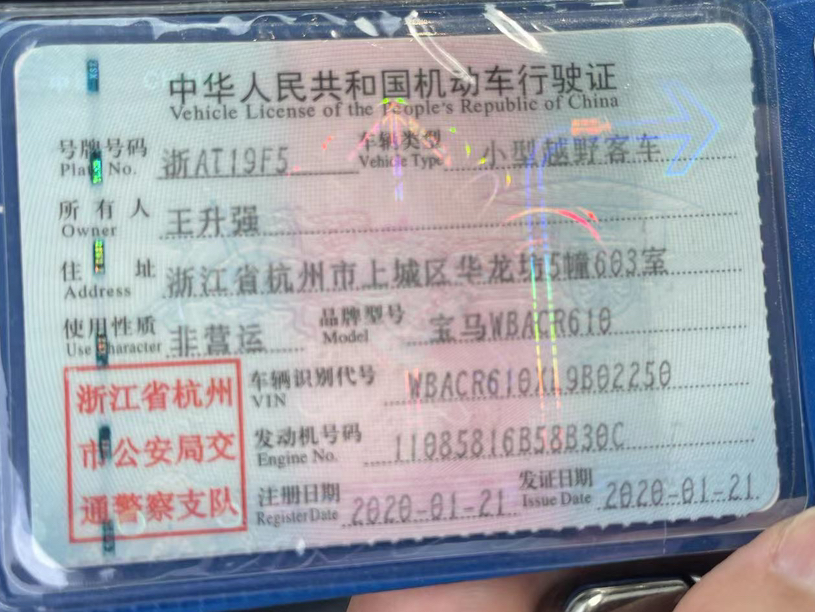 中华人民共和国机动车行驶证
Vehicle License of the People's Republic of China
号牌号码 浙AT19F5 车辆类型 小型越野客车
Plate No. Vehicle Type
所有人 王升强
Owner
住址 浙江省杭州市上城区华龙坊5幢603室
Address
使用性质 非营运 品牌型号 宝马WBACR610
Use Character Model
浙江省杭州
市公安局交
通警察支队
车辆识别代号 WBACR610XL9B02250
VIN
发动机号码 11085816B58B30C
Engine No.
注册日期 2020-01-21 发证日期 2020-01-21
Register Date Issue Date